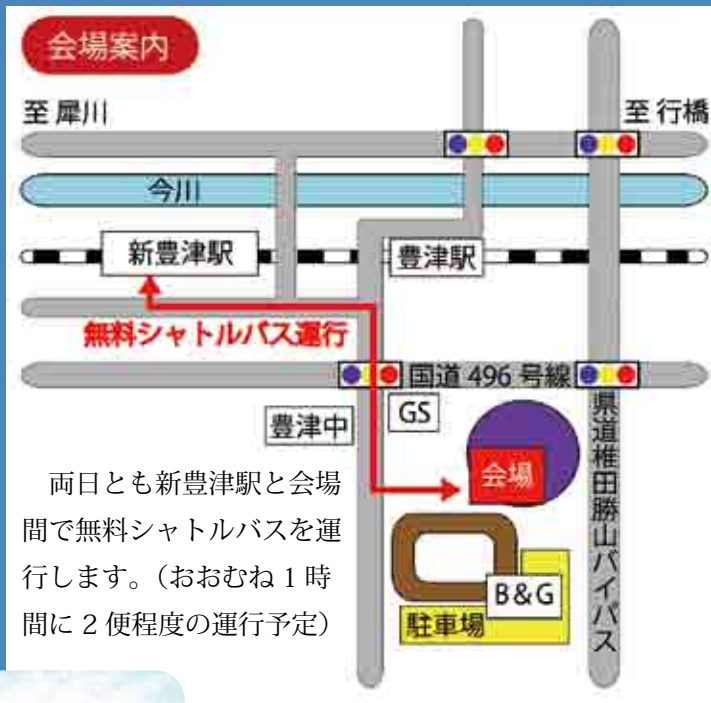 会場案内
至 犀川
至 行橋
今川
新豊津駅
豊津駅
無料シャトルバス運行
国道 496 号線
豊津中
GS
会場
県道椎田勝山バイパス
B&G
駐車場
両日とも新豊津駅と会場
間で無料シャトルバスを運
行します。（おおむね 1 時
間に 2 便程度の運行予定）